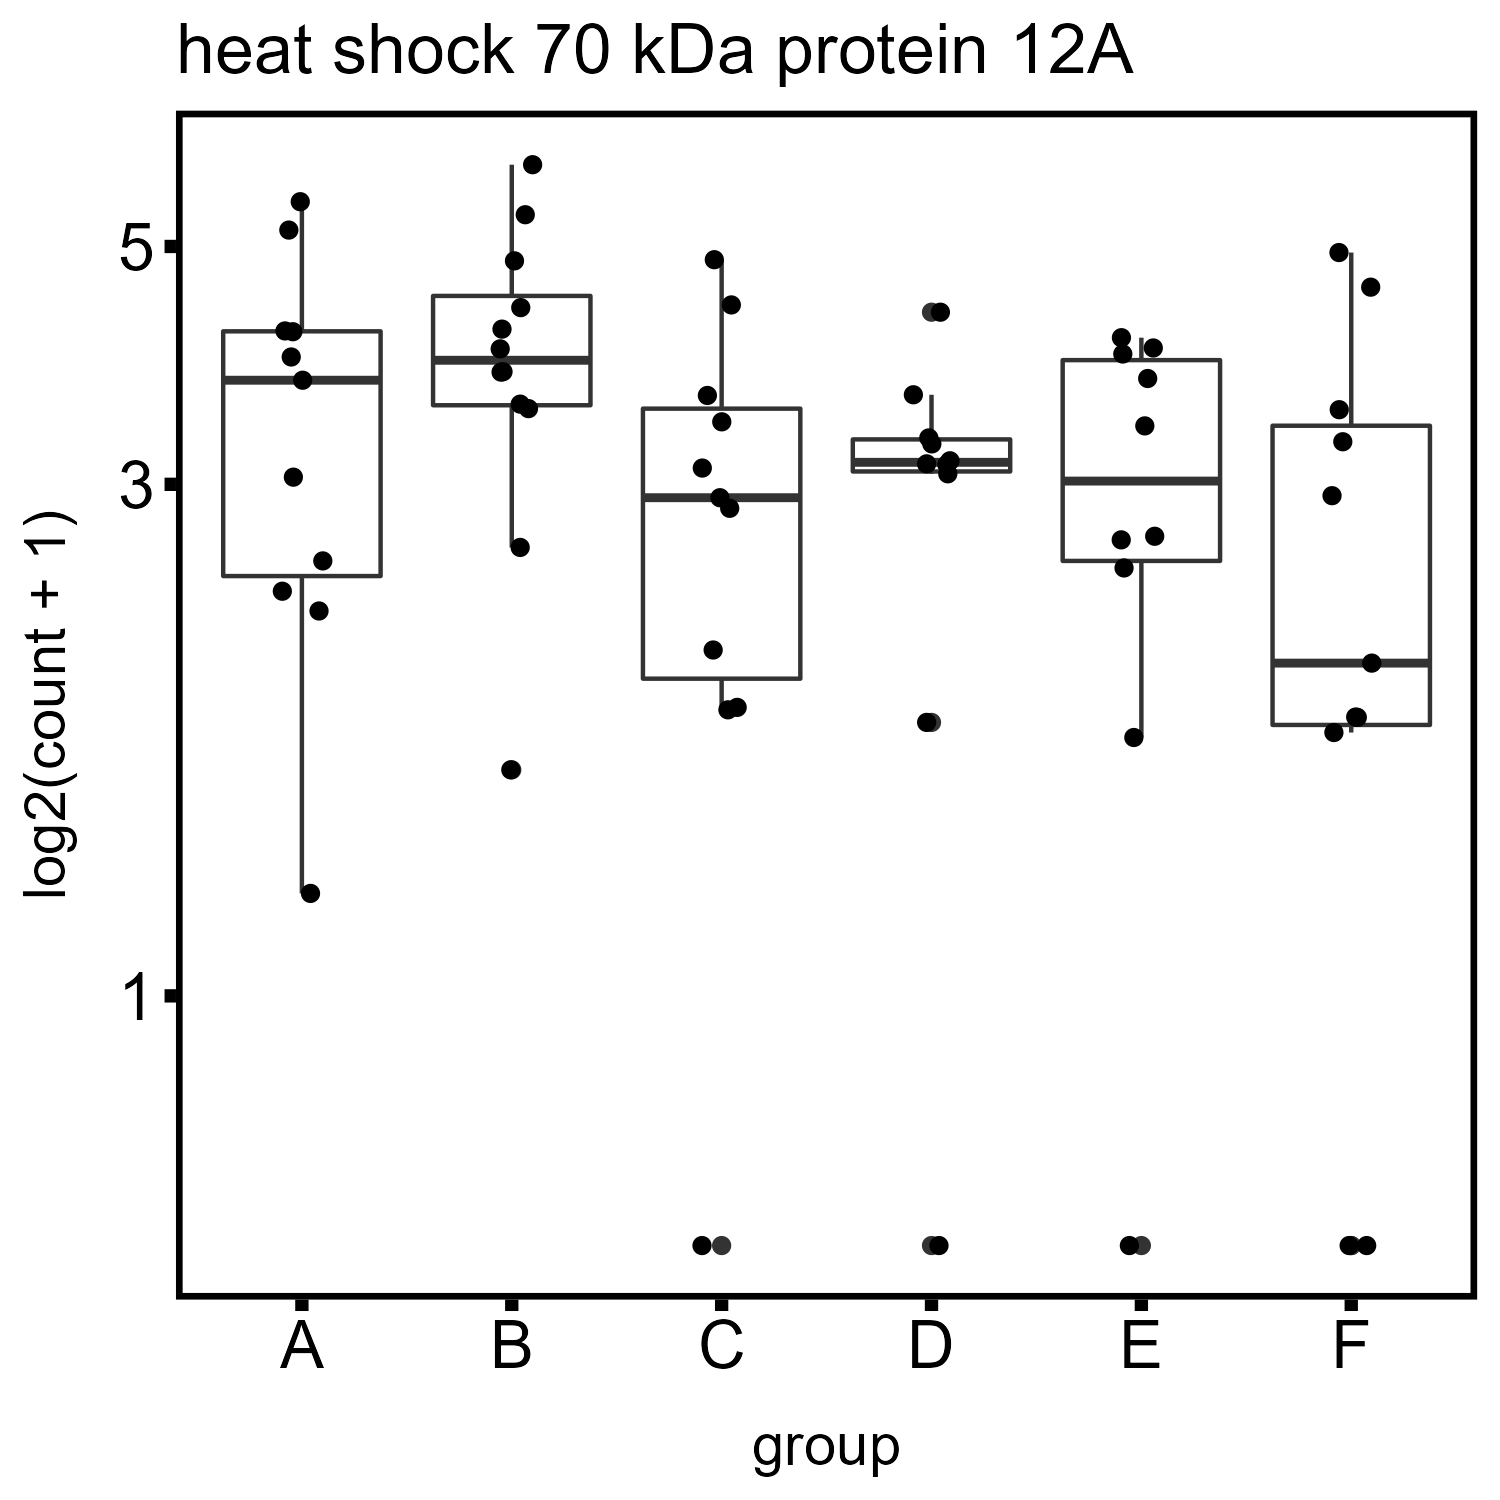 heat shock 70 kDa protein 12A
log2(count + 1)
5
3
1
A B C D E F
group